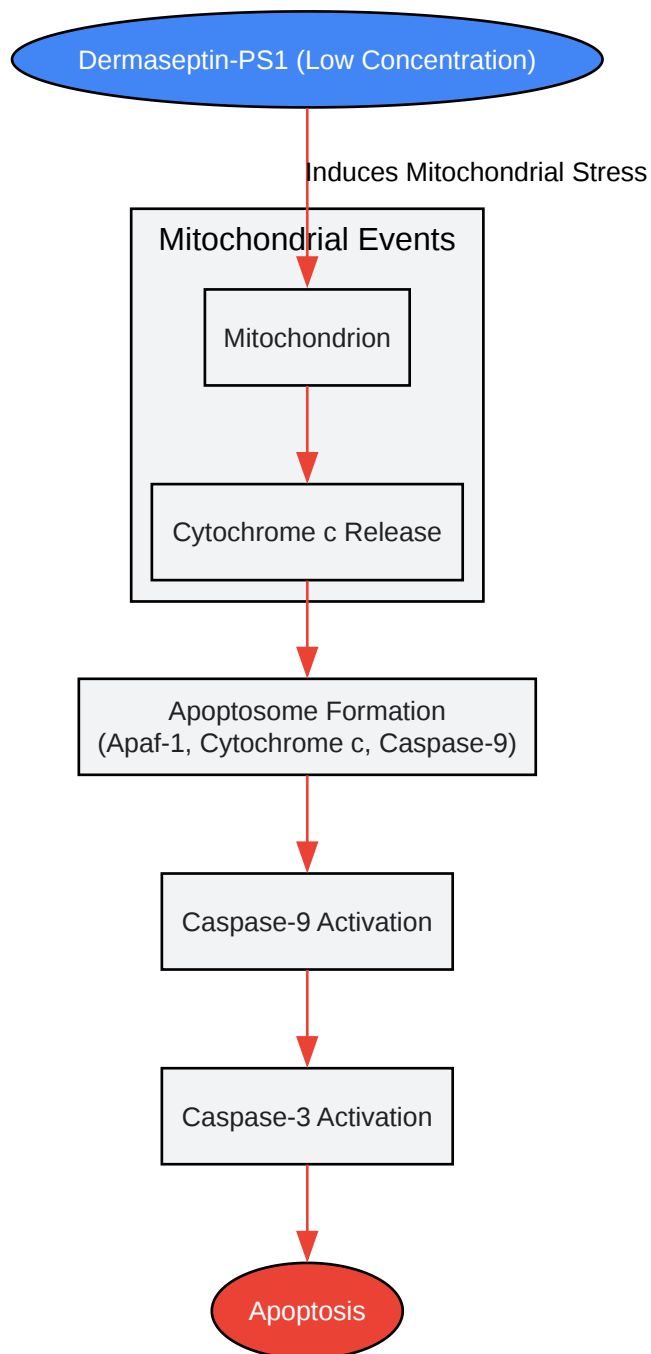 Dermaseptin-PS1 (Low Concentration)
Induces Mitochondrial Stress
Mitochondrial Events
Mitochondrion
Cytochrome c Release
Apoptosome Formation
(Apaf-1, Cytochrome c, Caspase-9)
Caspase-9 Activation
Caspase-3 Activation
Apoptosis